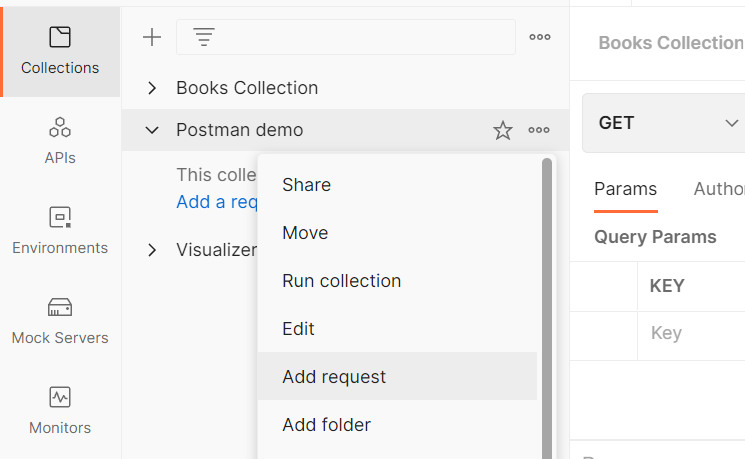 Collections
APIs
Environments
Mock Servers
Monitors
Books Collection
Postman demo
This colle
Add a req
Visualizer
Share
Move
Run collection
Edit
Add request
Add folder
Books Collection
GET
Params
Autho
Query Params
KEY
Key